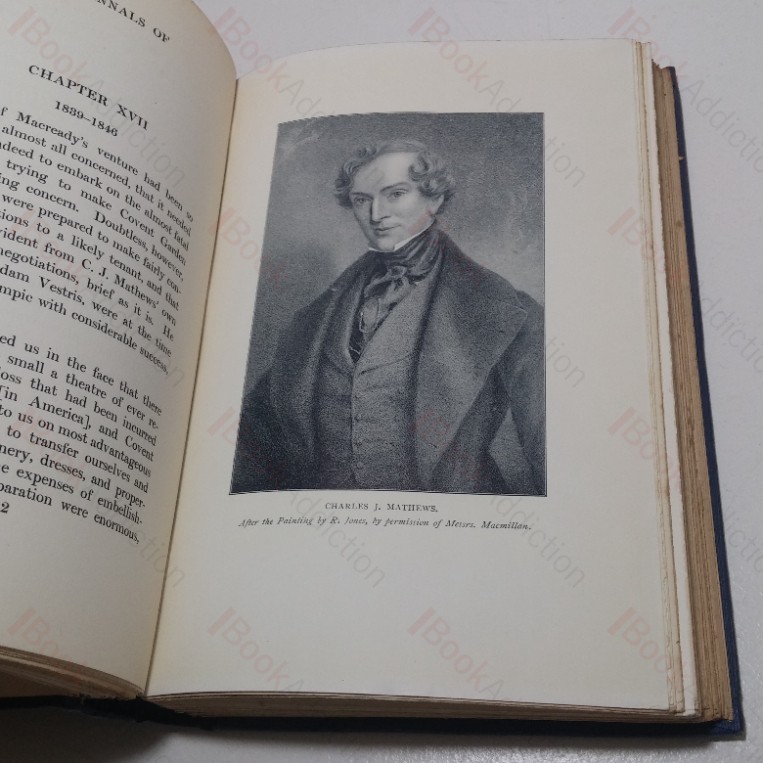 NNALS OF
CHAPTER XVII
1839–1846
f Macready's venture had been so
almost all concerned, that it needed
ndeed to embark on the almost fatal
trying to make Covent Garden
ing concern. Doubtless, however,
were prepared to make fairly con-
sions to a likely tenant, and that
vident from C. J. Mathews' own
negotiations, brief as it is. He
dam Vestris, were at the time
mpic with considerable success,
ed us in the face that there
small a theatre of ever re-
oss that had been incurred
[in America], and Covent
to us on most advantageous
to transfer ourselves and
nery, dresses, and proper-
e expenses of embellish-
paration were enormous,
2
CHARLES J. MATHEWS.
After the Painting by R. Jones, by permission of Messrs. Macmillan.
BookAddiction